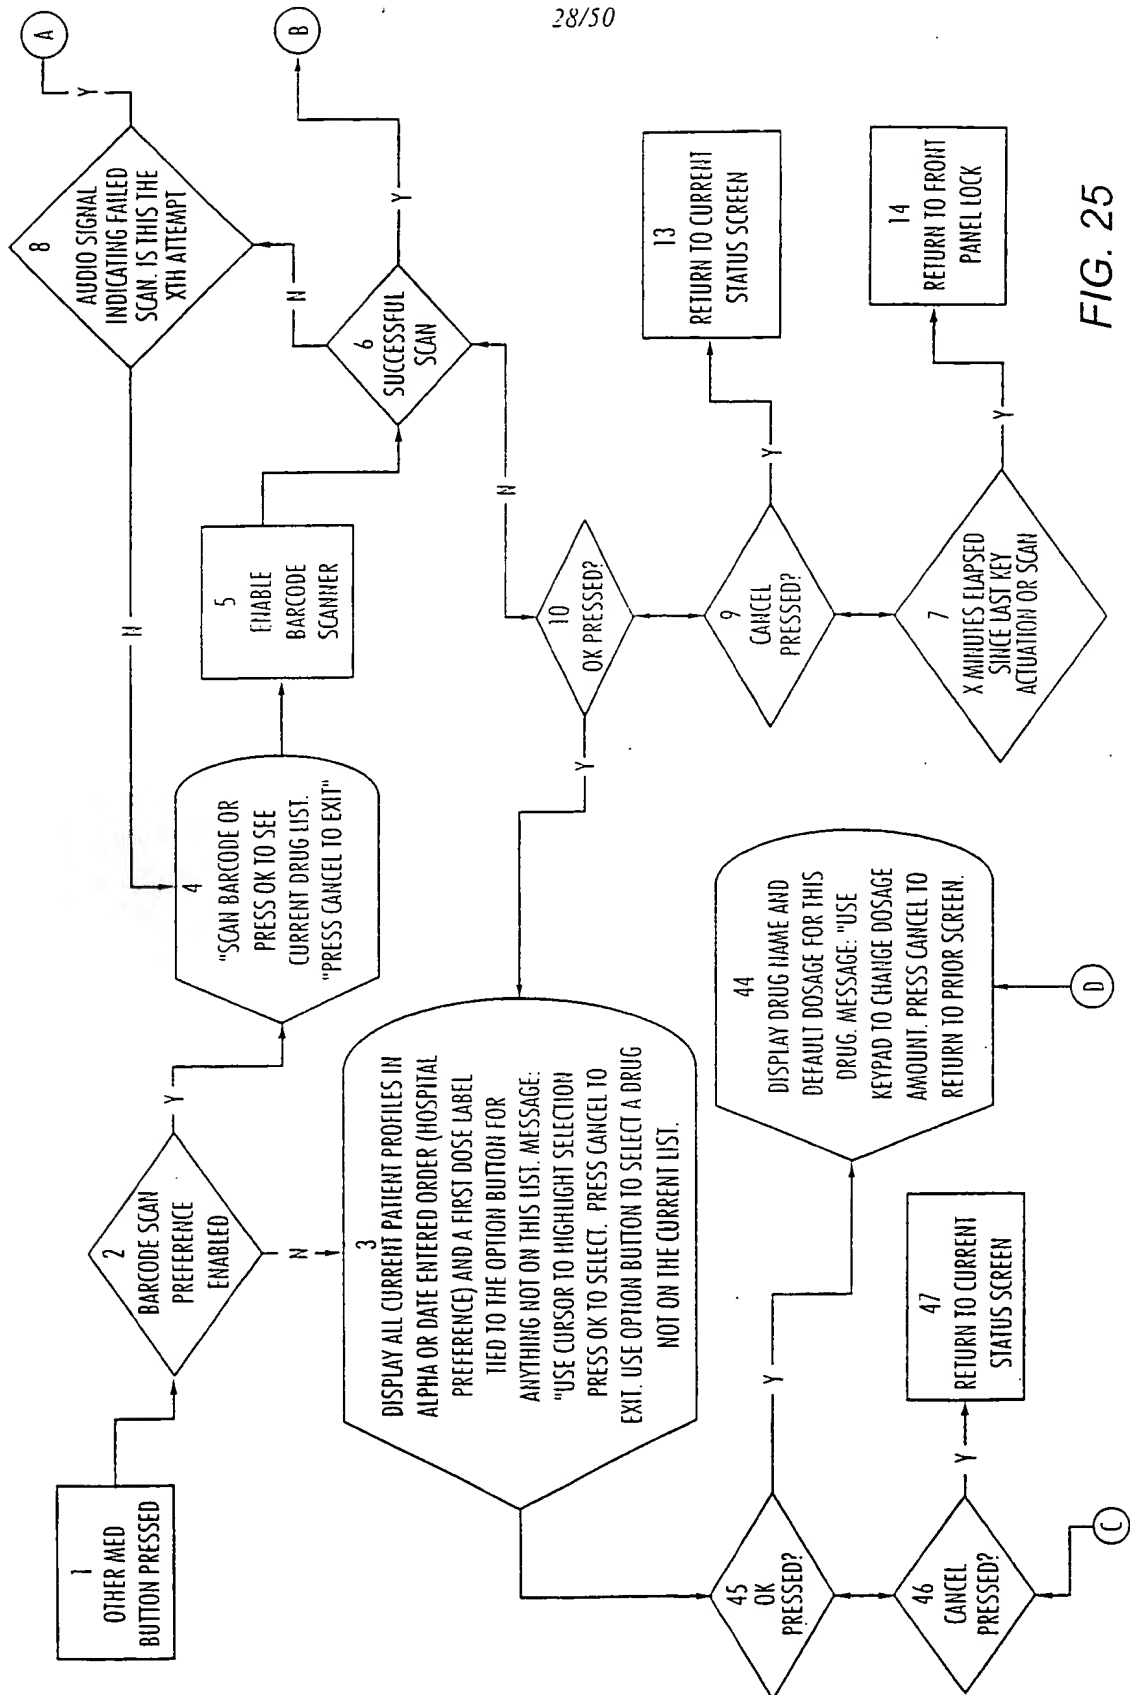 28/50
1
OTHER MED
BUTTON PRESSED
2
BARCODE SCAN
PREFERENCE
ENABLED
Y
N
3
DISPLAY ALL CURRENT PATIENT PROFILES IN
ALPHA OR DATE ENTERED ORDER (HOSPITAL
PREFERENCE) AND A FIRST DOSE LABEL
TIED TO THE OPTION BUTTON FOR
ANYTHING NOT ON THIS LIST. MESSAGE:
"USE CURSOR TO HIGHLIGHT SELECTION
PRESS OK TO SELECT. PRESS CANCEL TO
EXIT. USE OPTION BUTTON TO SELECT A DRUG
NOT ON THE CURRENT LIST.
4
"SCAN BARCODE OR
PRESS OK TO SEE
CURRENT DRUG LIST.
"PRESS CANCEL TO EXIT"
5
ENABLE
BARCODE
SCANNER
6
SUCCESSFUL
SCAN
Y
B
N
8
AUDIO SIGNAL
INDICATING FAILED
SCAN. IS THIS THE
XTH ATTEMPT
Y
A
N
N
10
OK PRESSED?
Y
9
CANCEL
PRESSED?
Y
13
RETURN TO CURRENT
STATUS SCREEN
7
X MINUTES ELAPSED
SINCE LAST KEY
ACTUATION OR SCAN
Y
14
RETURN TO FRONT
PANEL LOCK
45
OK
PRESSED?
Y
44
DISPLAY DRUG NAME AND
DEFAULT DOSAGE FOR THIS
DRUG. MESSAGE: "USE
KEYPAD TO CHANGE DOSAGE
AMOUNT. PRESS CANCEL TO
RETURN TO PRIOR SCREEN.
D
46
CANCEL
PRESSED?
Y
47
RETURN TO CURRENT
STATUS SCREEN
C
FIG. 25